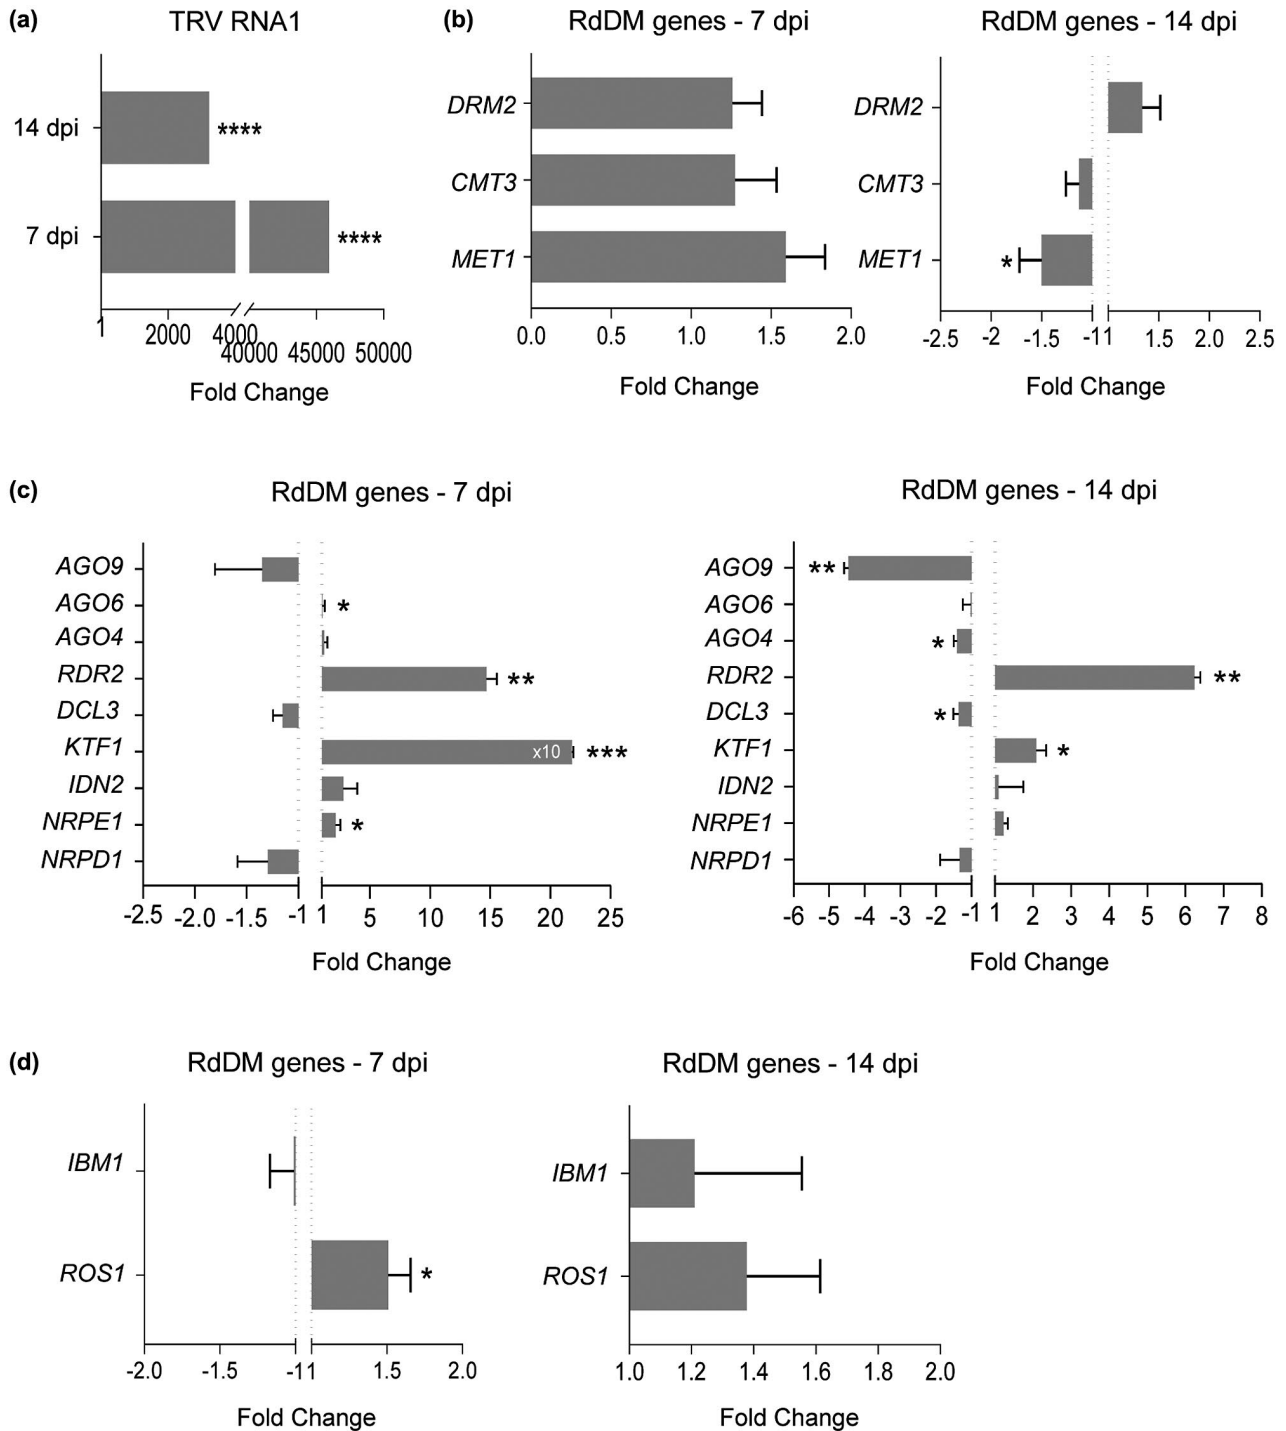 (a)
TRV RNA1
14 dpi
****
7 dpi
****
1 2000 4000
40000 45000 50000
Fold Change
(b)
RdDM genes - 7 dpi
DRM2
CMT3
MET1
0.0 0.5 1.0 1.5 2.0
Fold Change
RdDM genes - 14 dpi
DRM2
CMT3
MET1
*
-2.5 -2 -1.5 -1 1 1.5 2.0 2.5
Fold Change
(c)
RdDM genes - 7 dpi
AGO9
AGO6 *
AGO4
RDR2 **
DCL3
KTF1 x10 ***
IDN2
NRPE1 *
NRPD1
-2.5 -2.0 -1.5 -1 1 5 10 15 20 25
Fold Change
RdDM genes - 14 dpi
AGO9 **
AGO6
AGO4 *
RDR2 **
DCL3 *
KTF1 *
IDN2
NRPE1
NRPD1
-6 -5 -4 -3 -2 -1 1 2 3 4 5 6 7 8
Fold Change
(d)
RdDM genes - 7 dpi
IBM1
ROS1 *
-2.0 -1.5 -1 1 1.5 2.0
Fold Change
RdDM genes - 14 dpi
IBM1
ROS1
1.0 1.2 1.4 1.6 1.8 2.0
Fold Change